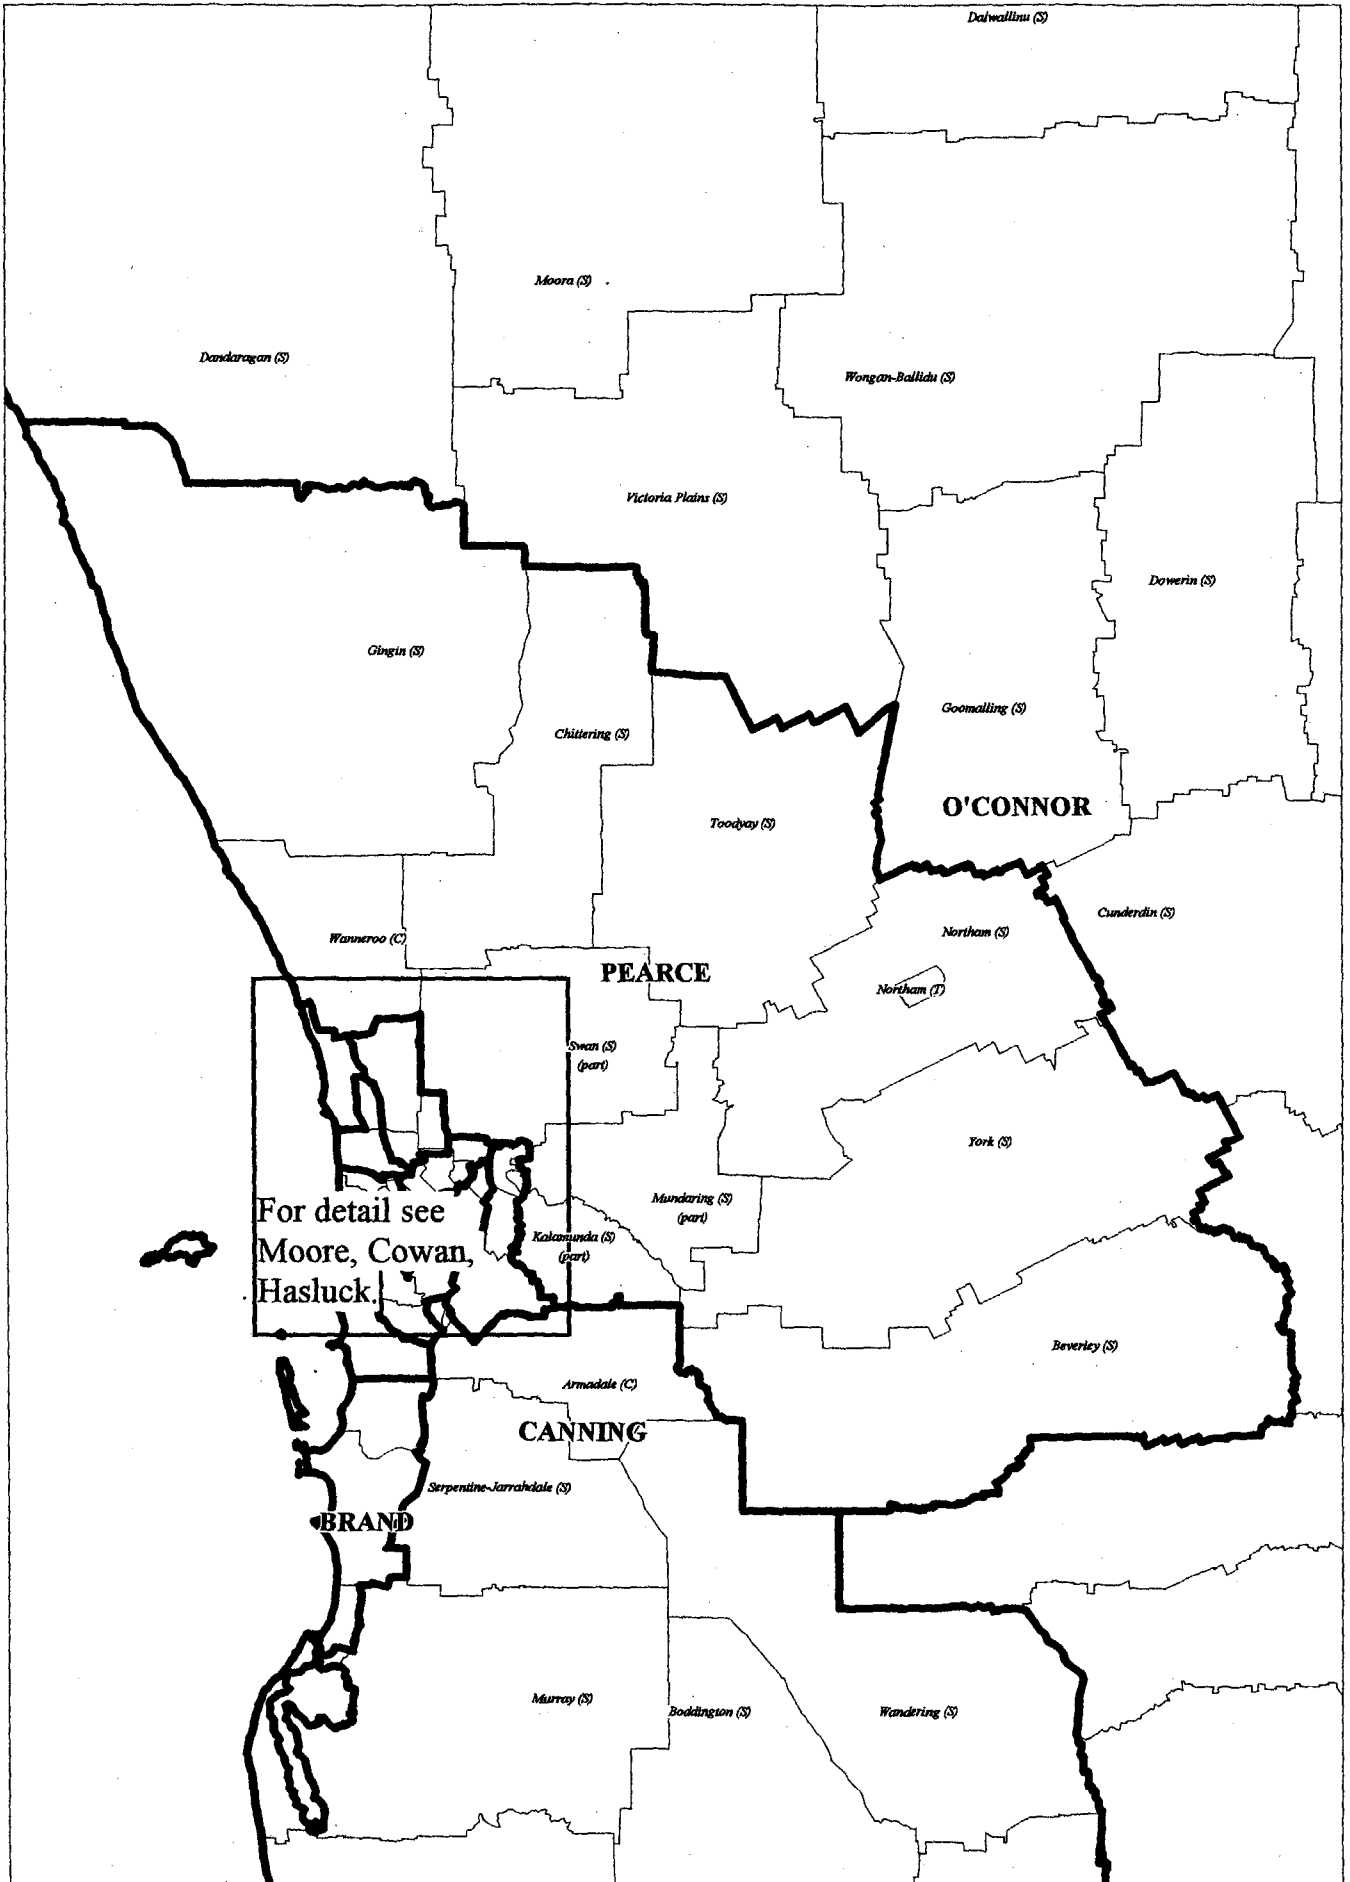 Dalwallinu (S)
Moora (S)
Dandaragan (S)
Wongan-Ballidu (S)
Victoria Plains (S)
Dowerin (S)
Gingin (S)
Goomalling (S)
Chittering (S)
O'CONNOR
Toodyay (S)
Cunderdin (S)
Northam (S)
Wanneroo (C)
PEARCE
Northam (T)
Swan (S)
(part)
York (S)
Mundaring (S)
(part)
For detail see
Moore, Cowan,
Hasluck.
Kalamunda (S)
(part)
Beverley (S)
Armadale (C)
CANNING
Serpentine-Jarrahdale (S)
BRAND
Murray (S)
Boddington (S)
Wandering (S)